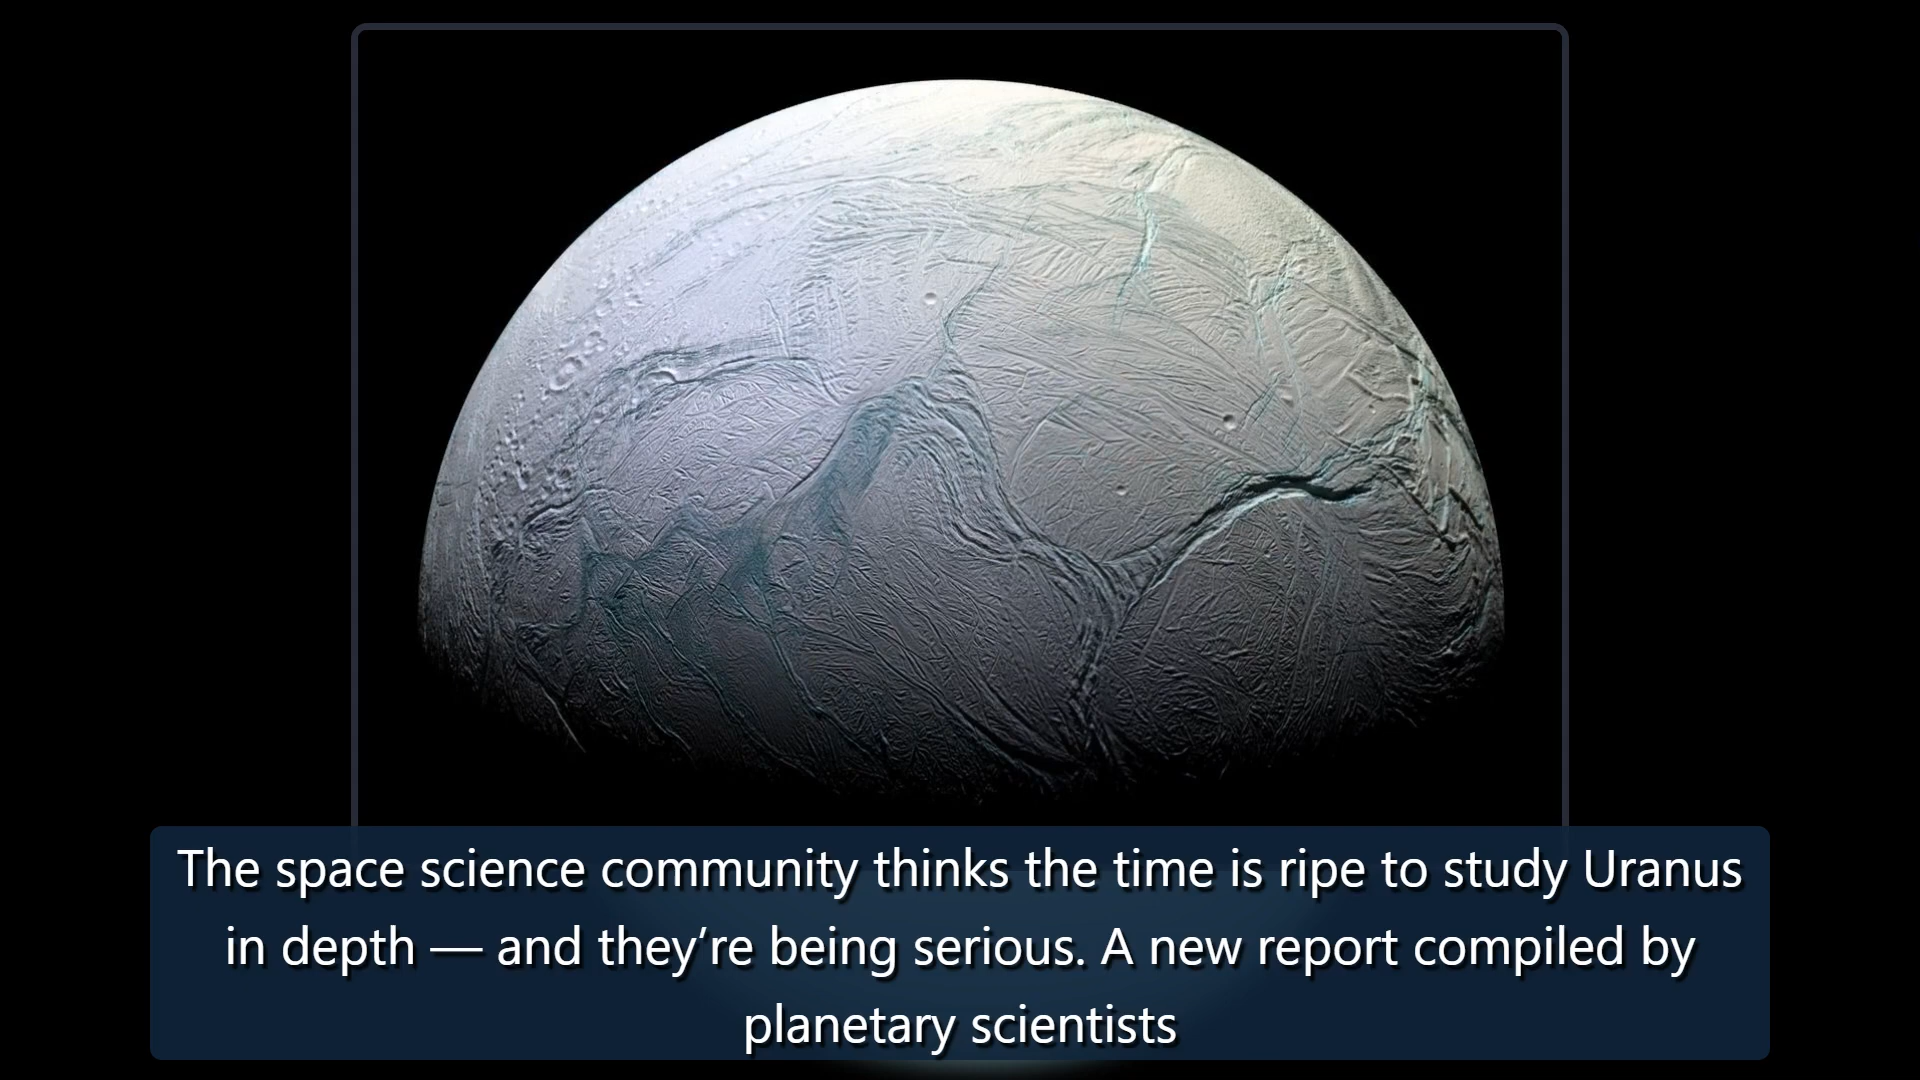 The space science community thinks the time is ripe to study Uranus
in depth — and they’re being serious. A new report compiled by
planetary scientists